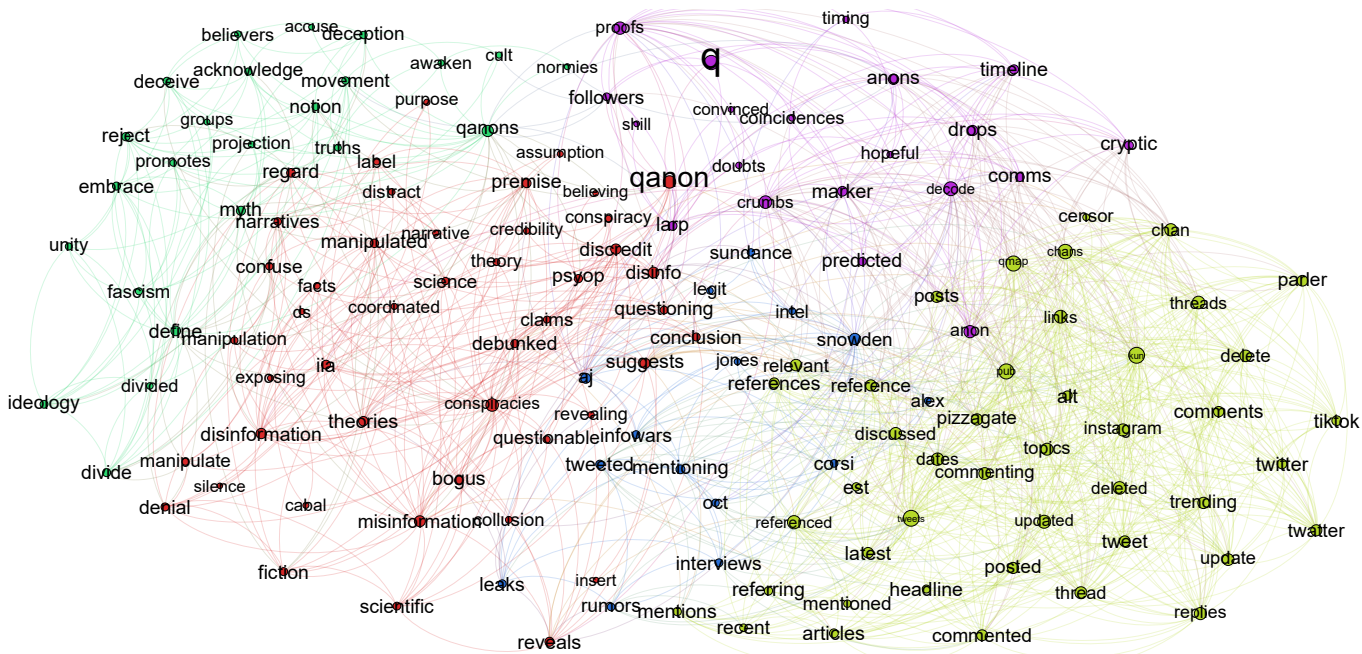 timing
accuse
proofs
believers
deception
q
cult
awaken
normies
acknowledge
timeline
deceive
movement
anons
purpose
followers
notion
convinced
coincidences
groups
shill
qanons
drops
reject
projection
truths
cryptic
assumption
hopeful
promotes
label
doubts
regard
comms
qanon
premise
embrace
distract
believing
marker
decode
crumbs
myth
narratives
conspiracy
censor
larp
chan
narrative
credibility
manipulated
unity
discredit
sundance
chans
theory
predicted
qmap
confuse
disinfo
science
psyop
parler
facts
legit
fascism
posts
threads
coordinated
ds
questioning
intel
links
claims
define
anon
manipulation
conclusion
snowden
debunked
delete
kun
suggests
jones
relevant
iia
pub
exposing
aj
references
reference
divided
alt
alex
ideology
conspiracies
comments
revealing
pizzagate
theories
tiktok
instagram
disinformation
questionable
infowars
discussed
topics
manipulate
tweeted
mentioning
corsi
dates
twitter
divide
commenting
bogus
silence
est
deleted
oct
trending
denial
cabal
misinformation
collusion
referenced
tweets
updated
twatter
tweet
latest
update
interviews
fiction
posted
leaks
insert
referring
headline
thread
scientific
rumors
mentions
mentioned
replies
recent
articles
commented
reveals